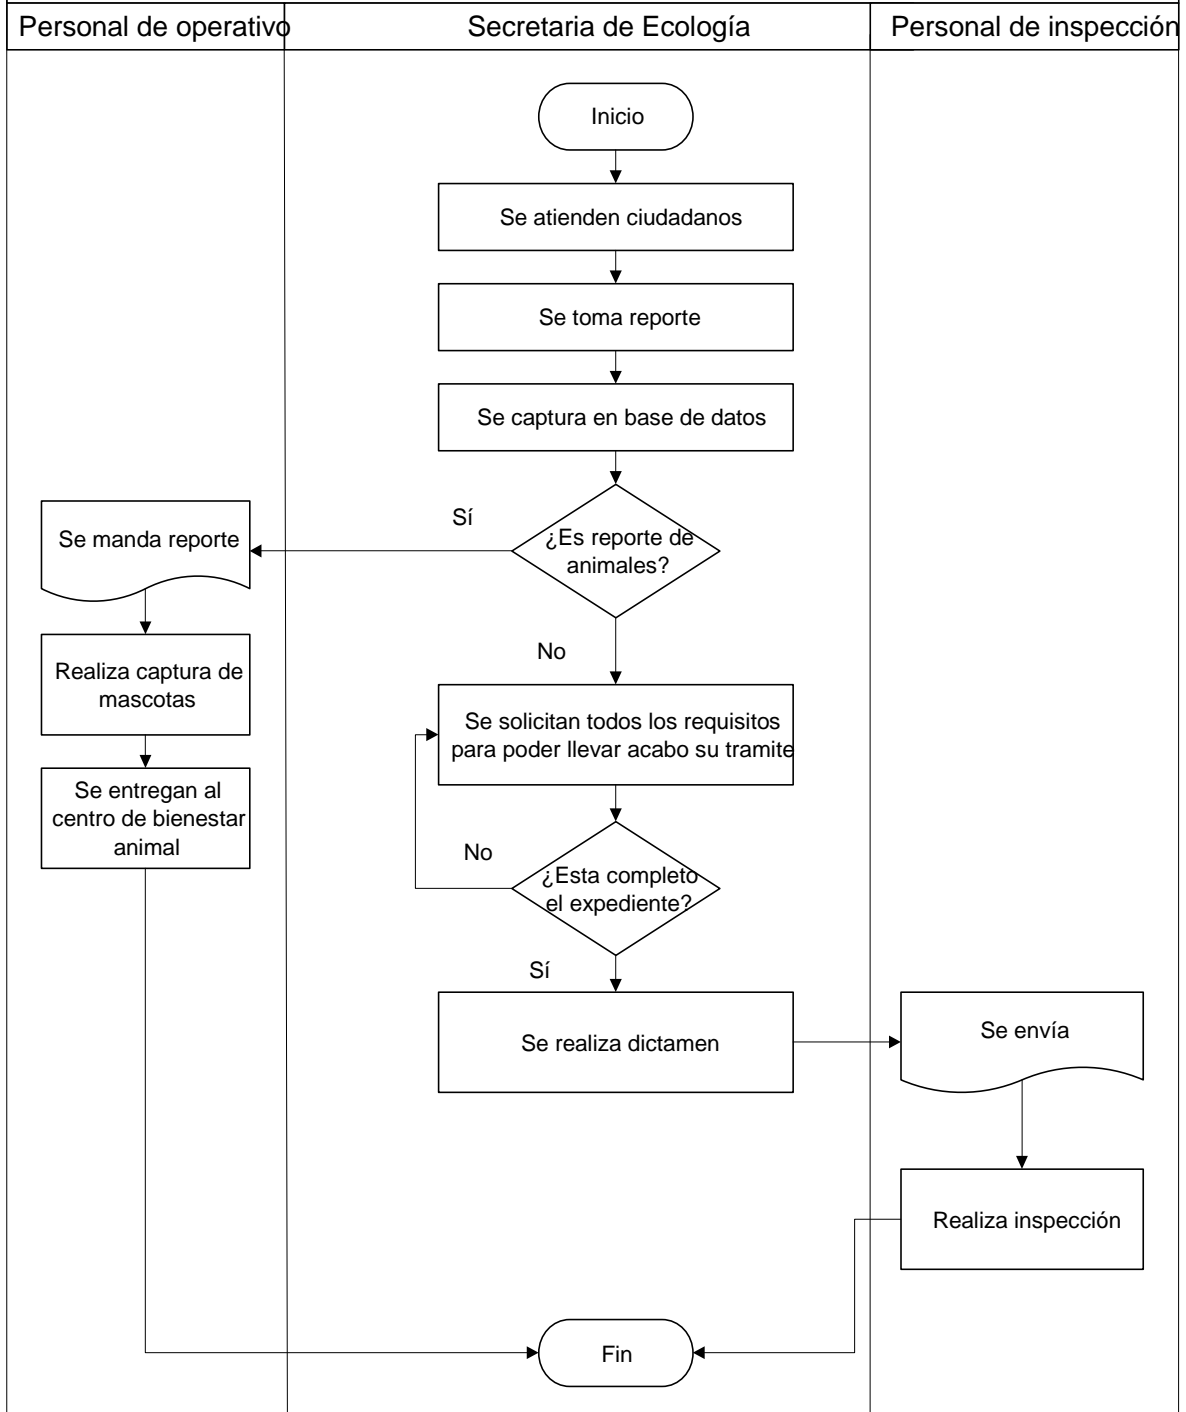 Personal de operativo
Secretaria de Ecología
Personal de inspección
Inicio
Se atienden ciudadanos
Se toma reporte
Se captura en base de datos
Sí
¿Es reporte de
animales?
Se manda reporte
No
Realiza captura de
mascotas
Se solicitan todos los requisitos
para poder llevar acabo su tramite
Se entregan al
centro de bienestar
animal
No
¿Esta completo
el expediente?
Sí
Se realiza dictamen
Se envía
Realiza inspección
Fin